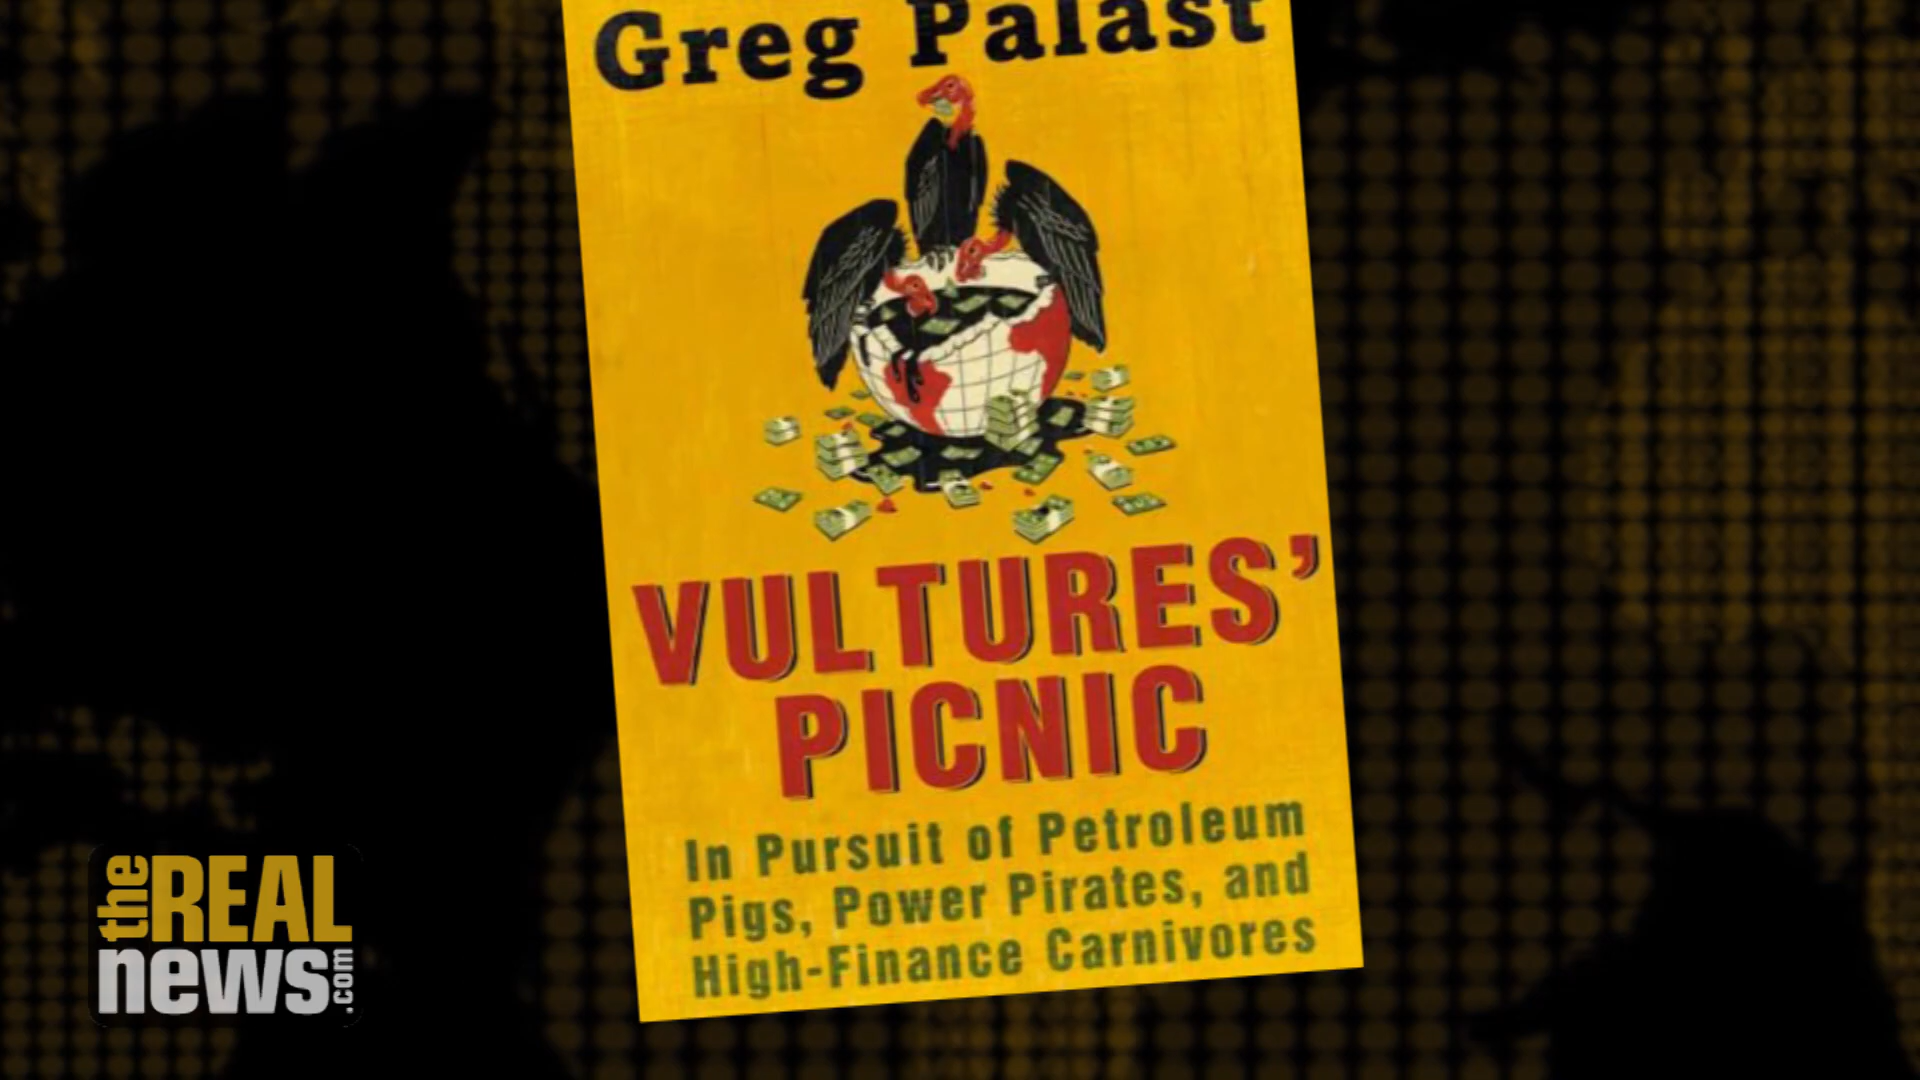 Greg Palast
VULTURES'
PICNIC
In Pursuit of Petroleum
Pigs, Power Pirates, and
High-Finance Carnivores
the REAL
news.com